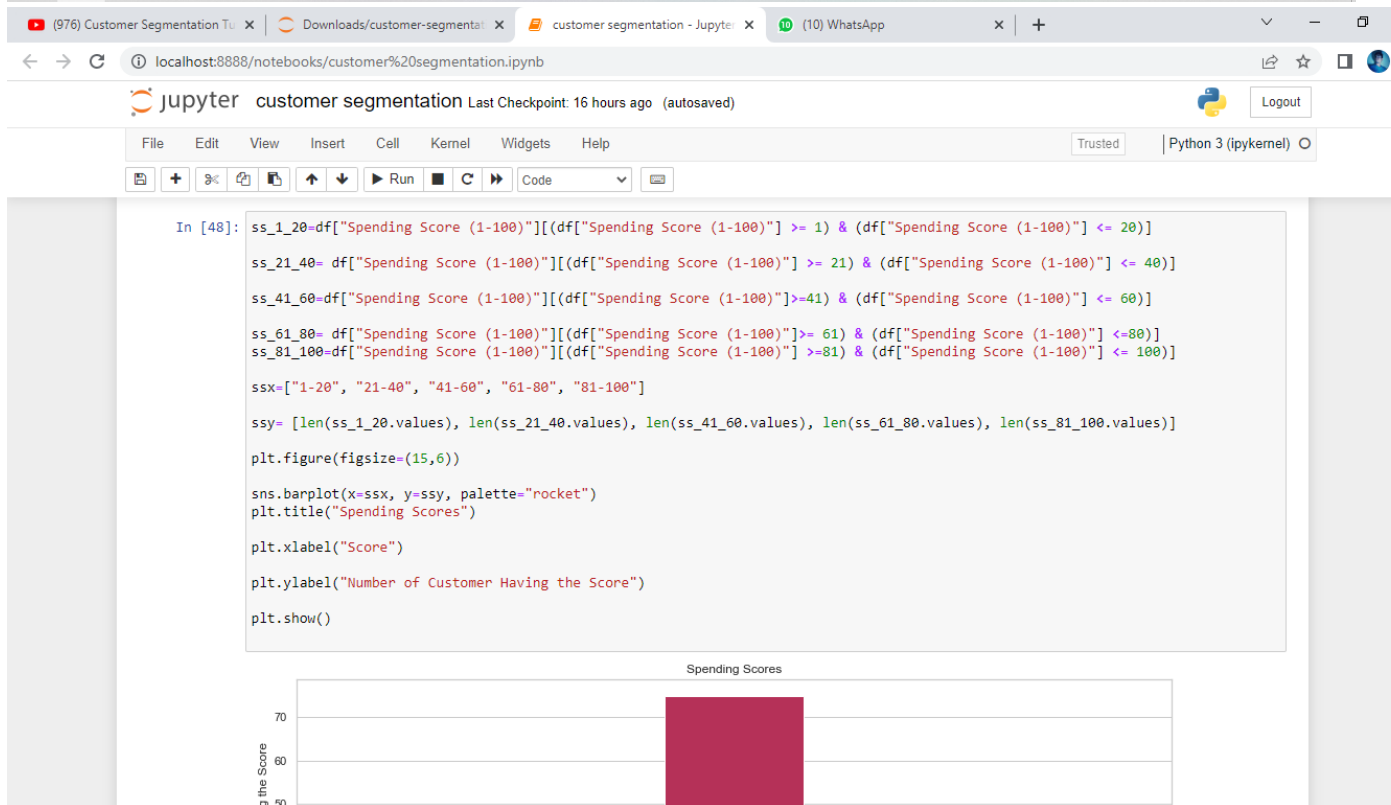 (976) Customer Segmentation Tu
Downloads/customer-segmentat
customer segmentation - Jupyter
(10) WhatsApp
localhost:8888/notebooks/customer%20segmentation.ipynb
jupyter customer segmentation Last Checkpoint: 16 hours ago (autosaved)
Logout
File Edit View Insert Cell Kernel Widgets Help
Trusted
Python 3 (ipykernel)
Run
Code
In [48]:
ss_1_20=df["Spending Score (1-100)"][(df["Spending Score (1-100)"] >= 1) & (df["Spending Score (1-100)"] <= 20)]
ss_21_40= df["Spending Score (1-100)"][(df["Spending Score (1-100)"] >= 21) & (df["Spending Score (1-100)"] <= 40)]
ss_41_60=df["Spending Score (1-100)"][(df["Spending Score (1-100)"]>=41) & (df["Spending Score (1-100)"] <= 60)]
ss_61_80= df["Spending Score (1-100)"][(df["Spending Score (1-100)"]>= 61) & (df["Spending Score (1-100)"] <=80)]
ss_81_100=df["Spending Score (1-100)"][(df["Spending Score (1-100)"] >=81) & (df["Spending Score (1-100)"] <= 100)]
ssx=["1-20", "21-40", "41-60", "61-80", "81-100"]
ssy= [len(ss_1_20.values), len(ss_21_40.values), len(ss_41_60.values), len(ss_61_80.values), len(ss_81_100.values)]
plt.figure(figsize=(15,6))
sns.barplot(x=ssx, y=ssy, palette="rocket")
plt.title("Spending Scores")
plt.xlabel("Score")
plt.ylabel("Number of Customer Having the Score")
plt.show()
Spending Scores
70
60
50
the Score